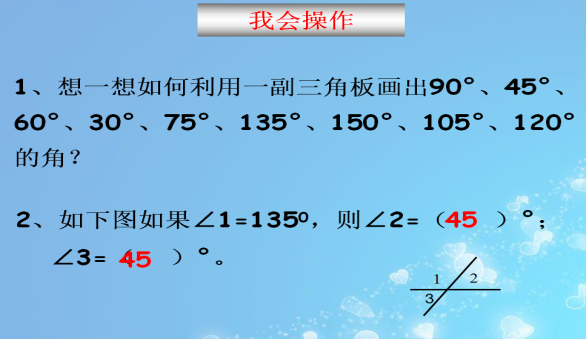 我会操作
1、想一想如何利用一副三角板画出90°、45°、
60°、30°、75°、135°、150°、105°、120°
的角?
2、如下图如果∠1=135⁰，则∠2=（45 ）°；
∠3=（45 ）°。
1 2
3